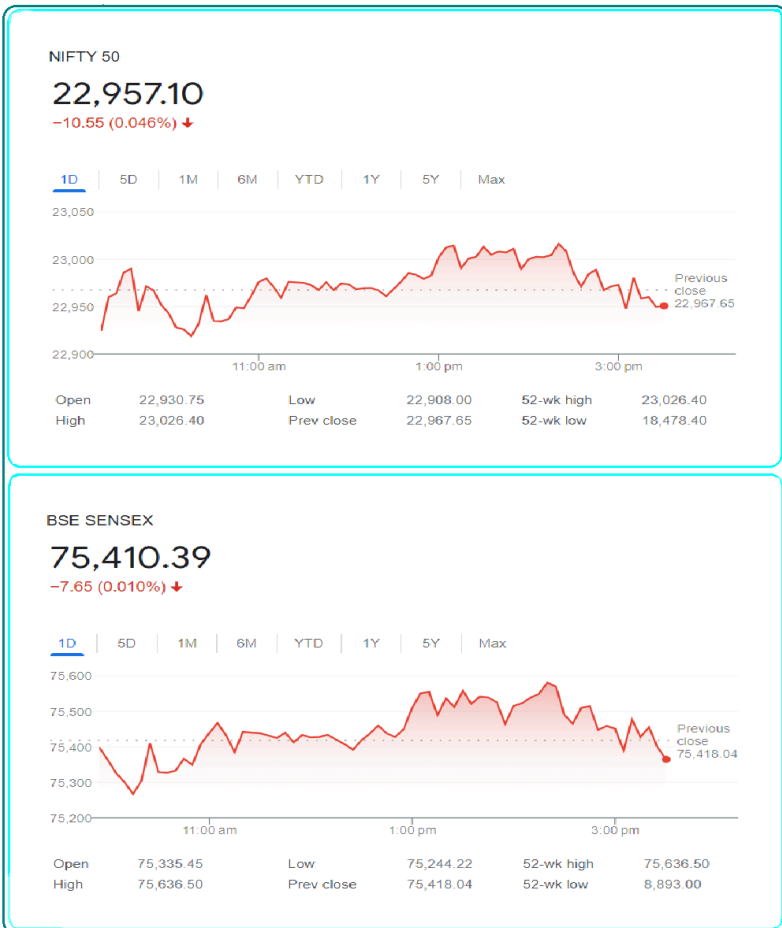 NIFTY 50
22,957.10
−10.55 (0.046%) ↓
1D 5D 1M 6M YTD 1Y 5Y Max
23,050
23,000
22,950
22,900
Previous
close
22,967.65
11:00 am 1:00 pm 3:00 pm
Open 22,930.75 Low 22,908.00 52-wk high 23,026.40
High 23,026.40 Prev close 22,967.65 52-wk low 18,478.40
BSE SENSEX
75,410.39
−7.65 (0.010%) ↓
1D 5D 1M 6M YTD 1Y 5Y Max
75,600
75,500
75,400
75,300
75,200
Previous
close
75,418.04
11:00 am 1:00 pm 3:00 pm
Open 75,335.45 Low 75,244.22 52-wk high 75,636.50
High 75,636.50 Prev close 75,418.04 52-wk low 8,893.00